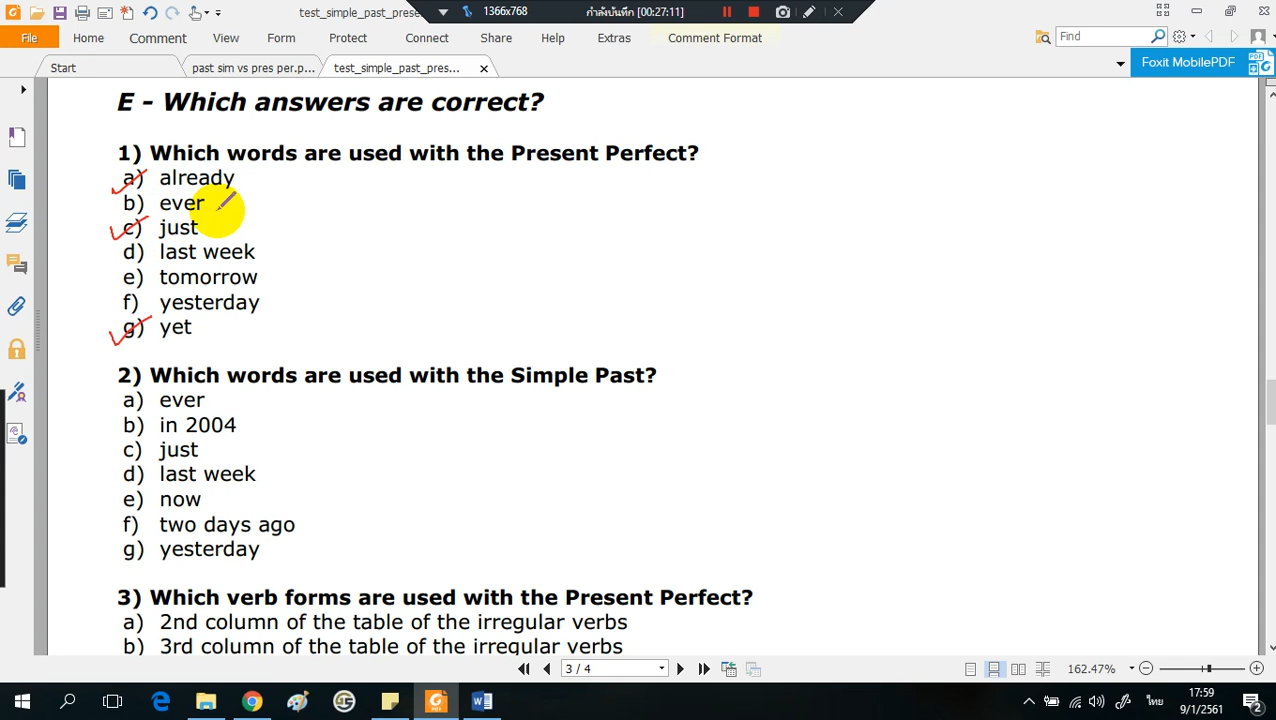 test_simple_past_prese
1366x768
กำลังบันทึก [00:27:11]
File
Home
Comment
View
Form
Protect
Connect
Share
Help
Extras
Comment Format
Find
Start
past sim vs pres per.p...
test_simple_past_pres...
Foxit MobilePDF
E - Which answers are correct?
1) Which words are used with the Present Perfect?
a) already
b) ever
c) just
d) last week
e) tomorrow
f) yesterday
g) yet
2) Which words are used with the Simple Past?
a) ever
b) in 2004
c) just
d) last week
e) now
f) two days ago
g) yesterday
3) Which verb forms are used with the Present Perfect?
a) 2nd column of the table of the irregular verbs
b) 3rd column of the table of the irregular verbs
3 / 4
162.47%
ไทย
17:59
9/1/2561
2